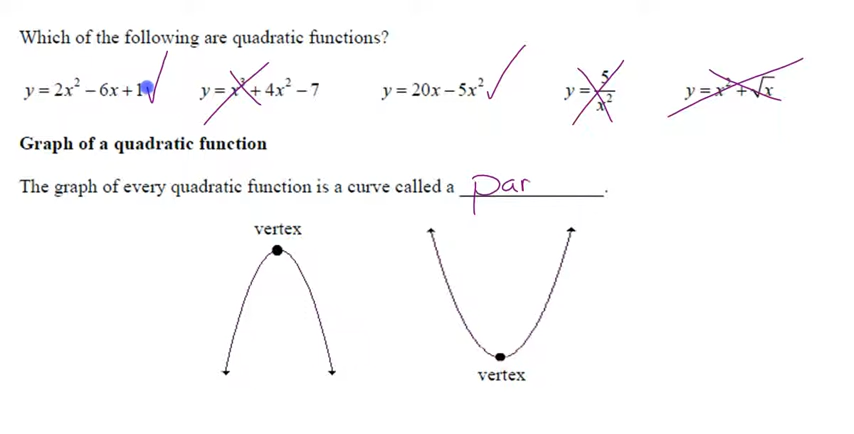 Which of the following are quadratic functions?
y = 2x² − 6x + 1 y = x³ + 4x² − 7 y = 20x − 5x² y = 5/x² y = x² + √x
Graph of a quadratic function
The graph of every quadratic function is a curve called a par.
vertex
vertex